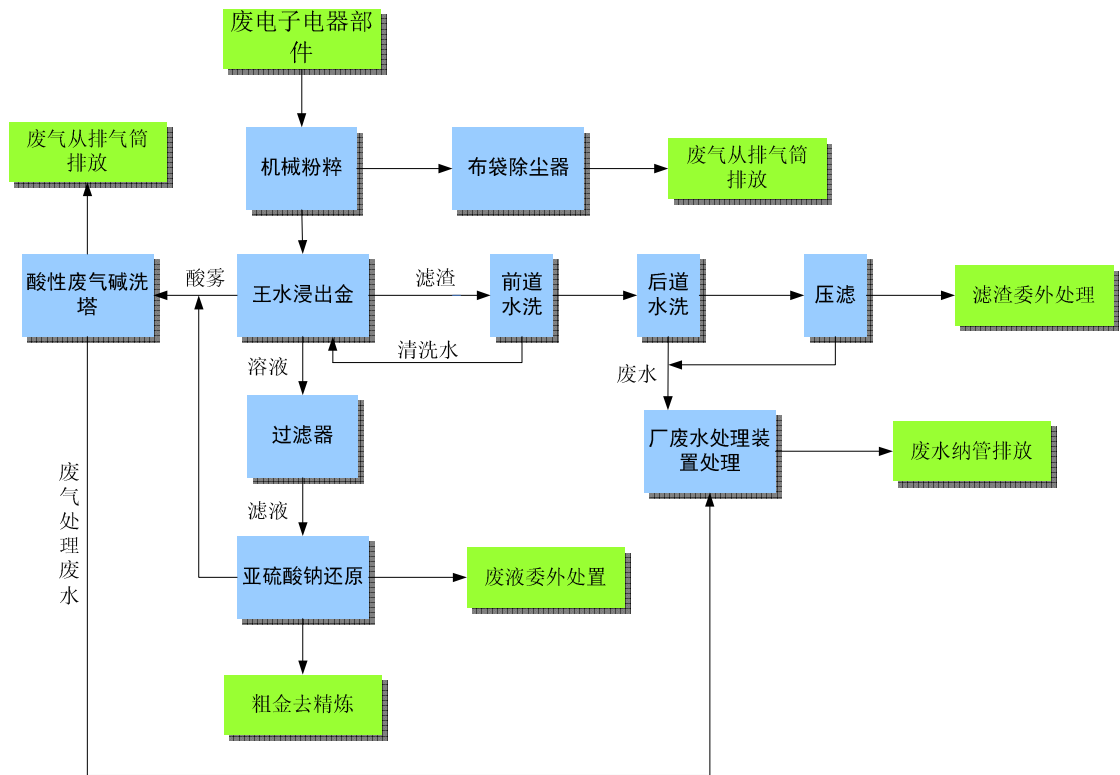 废电子电器部
件
废气从排气筒
排放
机械粉粹
布袋除尘器
废气从排气筒
排放
酸性废气碱洗
塔
酸雾
王水浸出金
滤渣
前道
水洗
后道
水洗
压滤
滤渣委外处理
清洗水
溶液
废水
过滤器
厂废水处理装
置处理
废水纳管排放
废
气
处
理
废
水
滤液
亚硫酸钠还原
废液委外处置
粗金去精炼